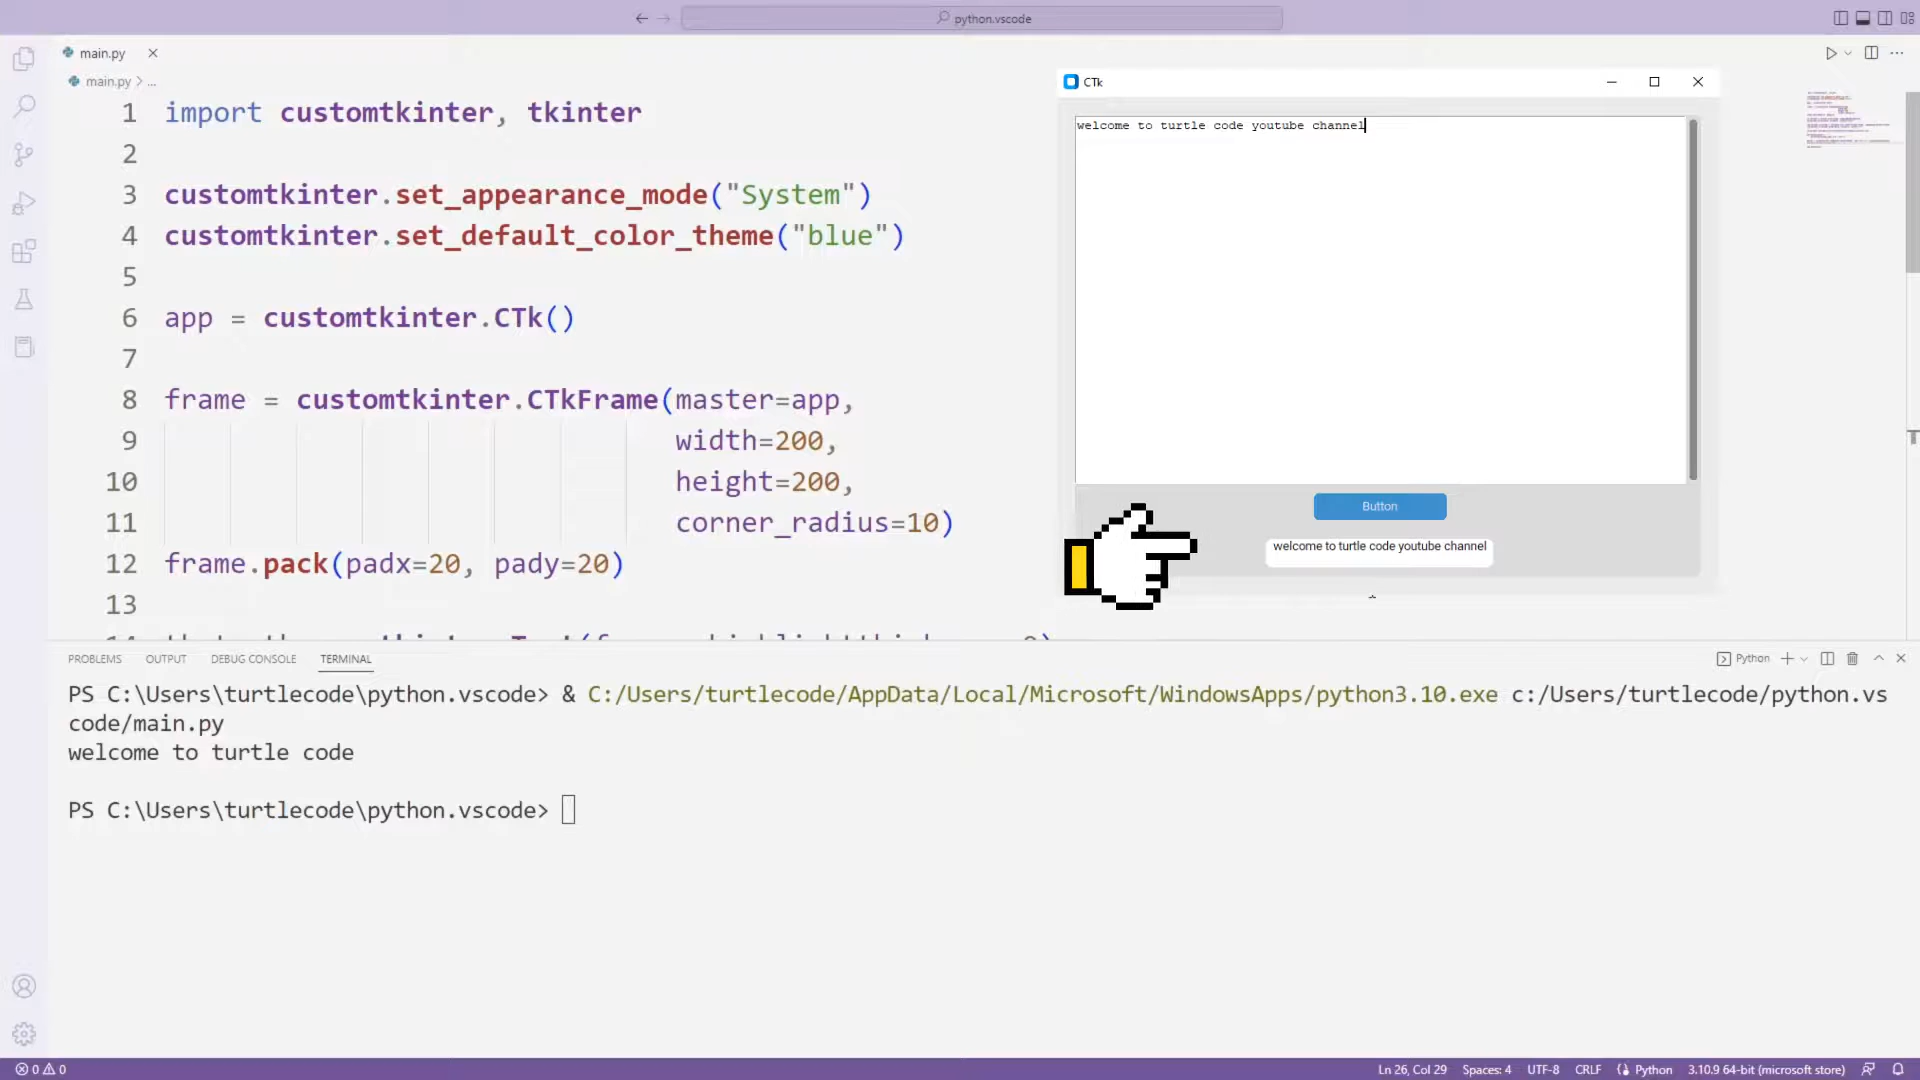 python.vscode
main.py
main.py > ...
1 import customtkinter, tkinter
2
3 customtkinter.set_appearance_mode("System")
4 customtkinter.set_default_color_theme("blue")
5
6 app = customtkinter.CTk()
7
8 frame = customtkinter.CTkFrame(master=app,
9 width=200,
10 height=200,
11 corner_radius=10)
12 frame.pack(padx=20, pady=20)
13
CTk
welcome to turtle code youtube channel
Button
welcome to turtle code youtube channel
PROBLEMS OUTPUT DEBUG CONSOLE TERMINAL
Python
PS C:\Users\turtlecode\python.vscode> & C:/Users/turtlecode/AppData/Local/Microsoft/WindowsApps/python3.10.exe c:/Users/turtlecode/python.vs
code/main.py
welcome to turtle code
PS C:\Users\turtlecode\python.vscode>
0 0
Ln 26, Col 29 Spaces: 4 UTF-8 CRLF Python 3.10.9 64-bit (microsoft store)